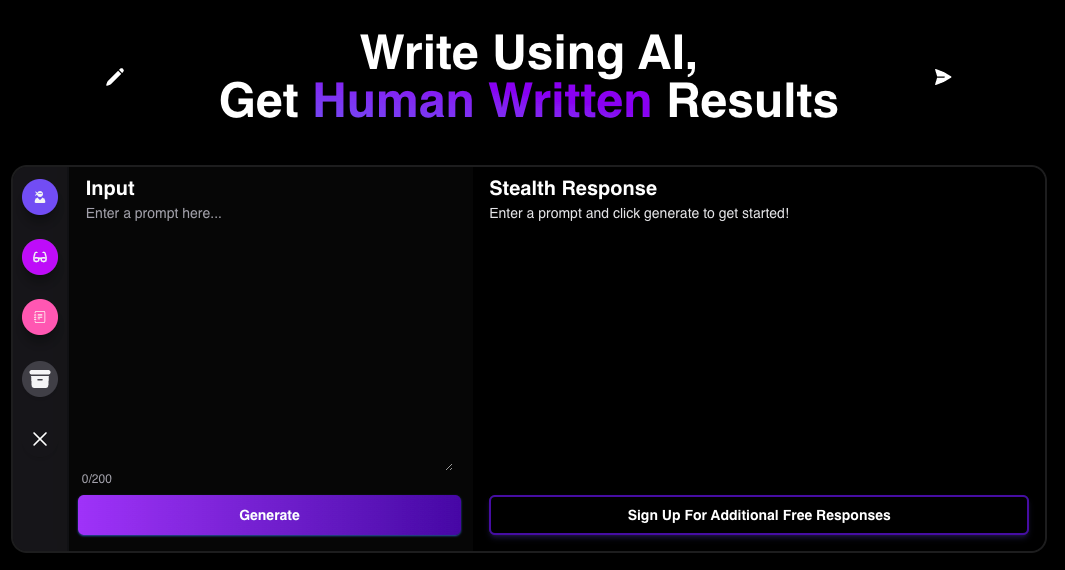 Write Using AI,
Get Human Written Results
Input
Enter a prompt here...
0/200
Generate
Stealth Response
Enter a prompt and click generate to get started!
Sign Up For Additional Free Responses